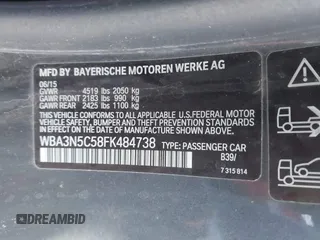 MFD BY BAYERISCHE MOTOREN WERKE AG
06/15
GVWR 4519 lbs 2050 kg
GAWR FRONT 2183 lbs 990 kg
GAWR REAR 2425 lbs 1100 kg
THIS VEHICLE CONFORMS TO ALL APPLICABLE
U.S. FEDERAL MOTOR VEHICLE SAFETY,
BUMPER, AND THEFT PREVENTION STANDARDS
IN EFFECT ON THE DATE OF MANUFACTURE
SHOWN ABOVE.
WBA3N5C58FK484738 TYPE: PASSENGER CAR
B39/
7 315 814